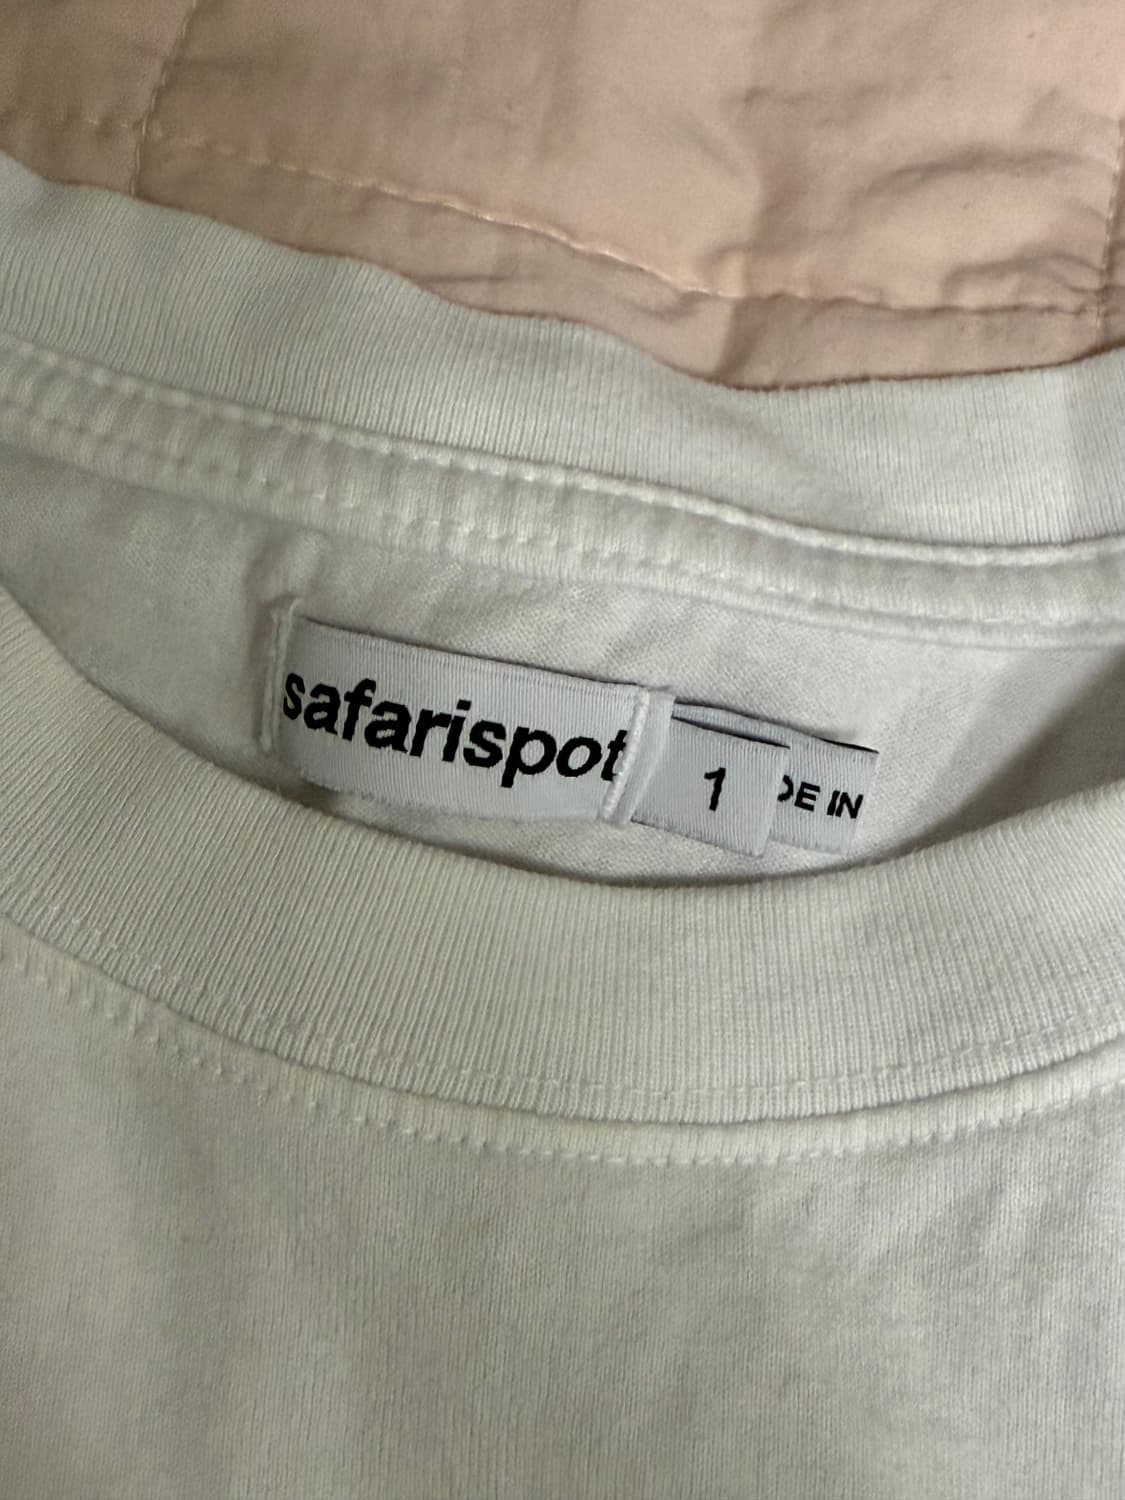 safarispot
1
DE IN